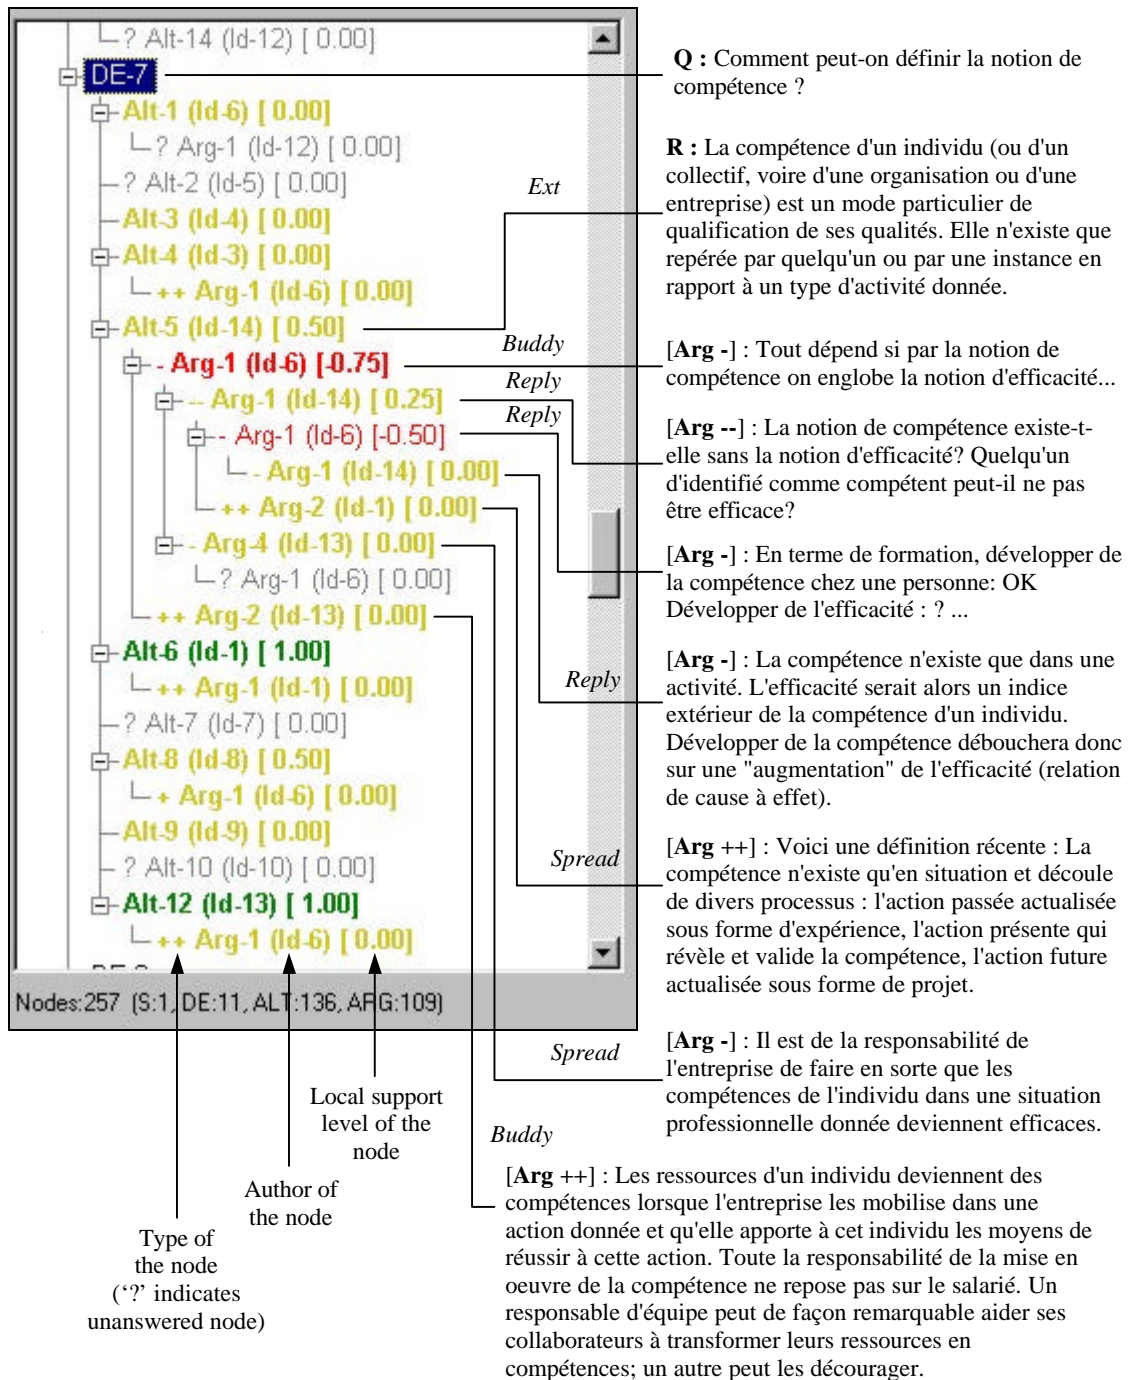 ? Alt-14 (Id-12) [ 0.00]
DE-7
Alt-1 (Id-6) [ 0.00]
? Arg-1 (Id-12) [ 0.00]
? Alt-2 (Id-5) [ 0.00]
Alt-3 (Id-4) [ 0.00]
Alt-4 (Id-3) [ 0.00]
++ Arg-1 (Id-6) [ 0.00]
Alt-5 (Id-14) [ 0.50]
- Arg-1 (Id-6) [-0.75]
-- Arg-1 (Id-14) [ 0.25]
- Arg-1 (Id-6) [-0.50]
- Arg-1 (Id-14) [ 0.00]
++ Arg-2 (Id-1) [ 0.00]
- Arg-4 (Id-13) [ 0.00]
? Arg-1 (Id-6) [ 0.00]
++ Arg-2 (Id-13) [ 0.00]
Alt-6 (Id-1) [ 1.00]
++ Arg-1 (Id-1) [ 0.00]
? Alt-7 (Id-7) [ 0.00]
Alt-8 (Id-8) [ 0.50]
+ Arg-1 (Id-6) [ 0.00]
Alt-9 (Id-9) [ 0.00]
? Alt-10 (Id-10) [ 0.00]
Alt-12 (Id-13) [ 1.00]
++ Arg-1 (Id-6) [ 0.00]
Nodes:257 (S:1, DE:11, ALT:136, ARG:109)
Ext
Buddy
Reply
Reply
Reply
Spread
Spread
Buddy
Q : Comment peut-on définir la notion de
compétence ?
R : La compétence d'un individu (ou d'un
collectif, voire d'une organisation ou d'une
entreprise) est un mode particulier de
qualification de ses qualités. Elle n'existe que
repérée par quelqu'un ou par une instance en
rapport à un type d'activité donnée.
[Arg -] : Tout dépend si par la notion de
compétence on englobe la notion d'efficacité...
[Arg --] : La notion de compétence existe-t-
elle sans la notion d'efficacité? Quelqu'un
d'identifié comme compétent peut-il ne pas
être efficace?
[Arg -] : En terme de formation, développer de
la compétence chez une personne: OK
Développer de l'efficacité : ? ...
[Arg -] : La compétence n'existe que dans une
activité. L'efficacité serait alors un indice
extérieur de la compétence d'un individu.
Développer de la compétence débouchera donc
sur une "augmentation" de l'efficacité (relation
de cause à effet).
[Arg ++] : Voici une définition récente : La
compétence n'existe qu'en situation et découle
de divers processus : l'action passée actualisée
sous forme d'expérience, l'action présente qui
révèle et valide la compétence, l'action future
actualisée sous forme de projet.
[Arg -] : Il est de la responsabilité de
l'entreprise de faire en sorte que les
compétences de l'individu dans une situation
professionnelle donnée deviennent efficaces.
[Arg ++] : Les ressources d'un individu deviennent des
compétences lorsque l'entreprise les mobilise dans une
action donnée et qu'elle apporte à cet individu les moyens de
réussir à cette action. Toute la responsabilité de la mise en
oeuvre de la compétence ne repose pas sur le salarié. Un
responsable d'équipe peut de façon remarquable aider ses
collaborateurs à transformer leurs ressources en
compétences; un autre peut les décourager.
Local support
level of the
node
Author of
the node
Type of
the node
(‘?’ indicates
unanswered node)